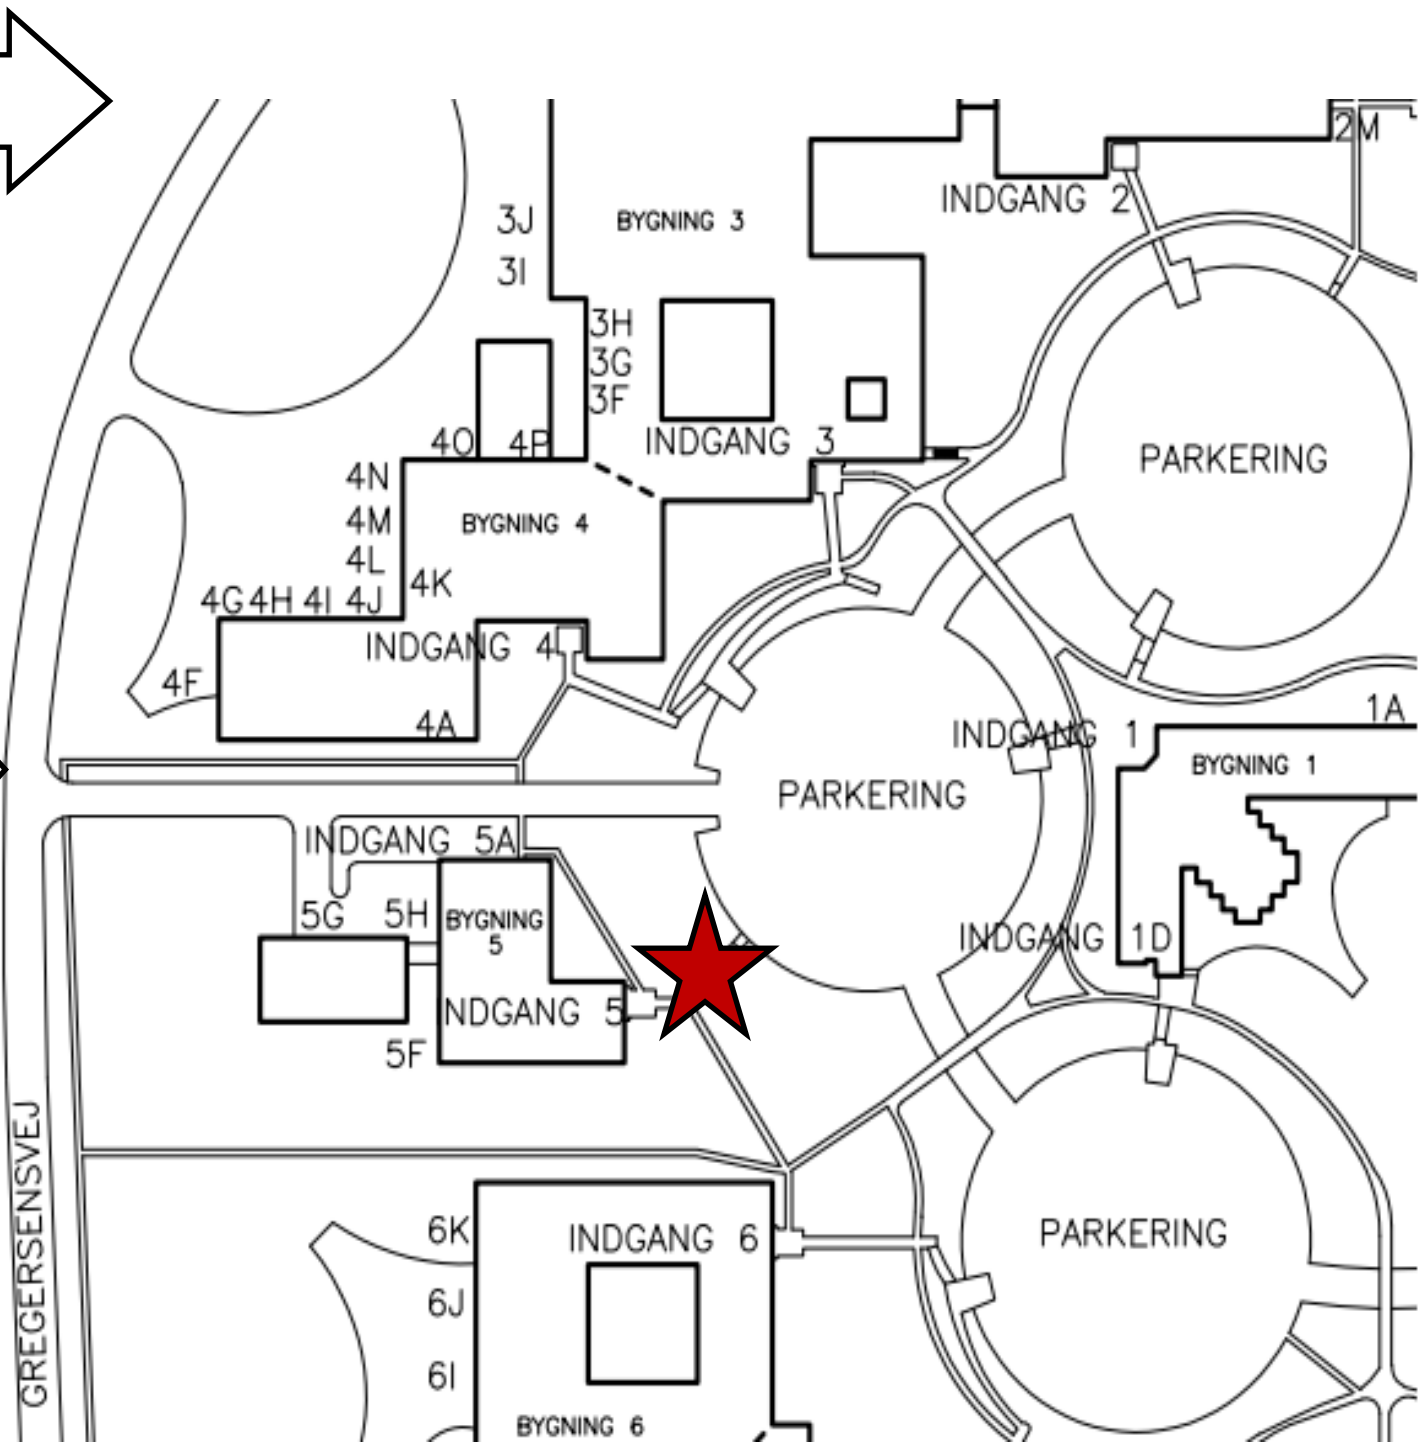 2M
INDGANG 2
3J
BYGNING 3
3I
3H
3G
3F
INDGANG 3
4O 4P
PARKERING
4N
4M
BYGNING 4
4L
4K
4G 4H 4I 4J
INDGANG 4
4F
4A
1A
INDGANG 1
BYGNING 1
PARKERING
INDGANG 5A
5G 5H
BYGNING
5
INDGANG 1D
NDGANG 5
5F
GREGERSENSVEJ
6K
INDGANG 6
PARKERING
6J
6I
BYGNING 6